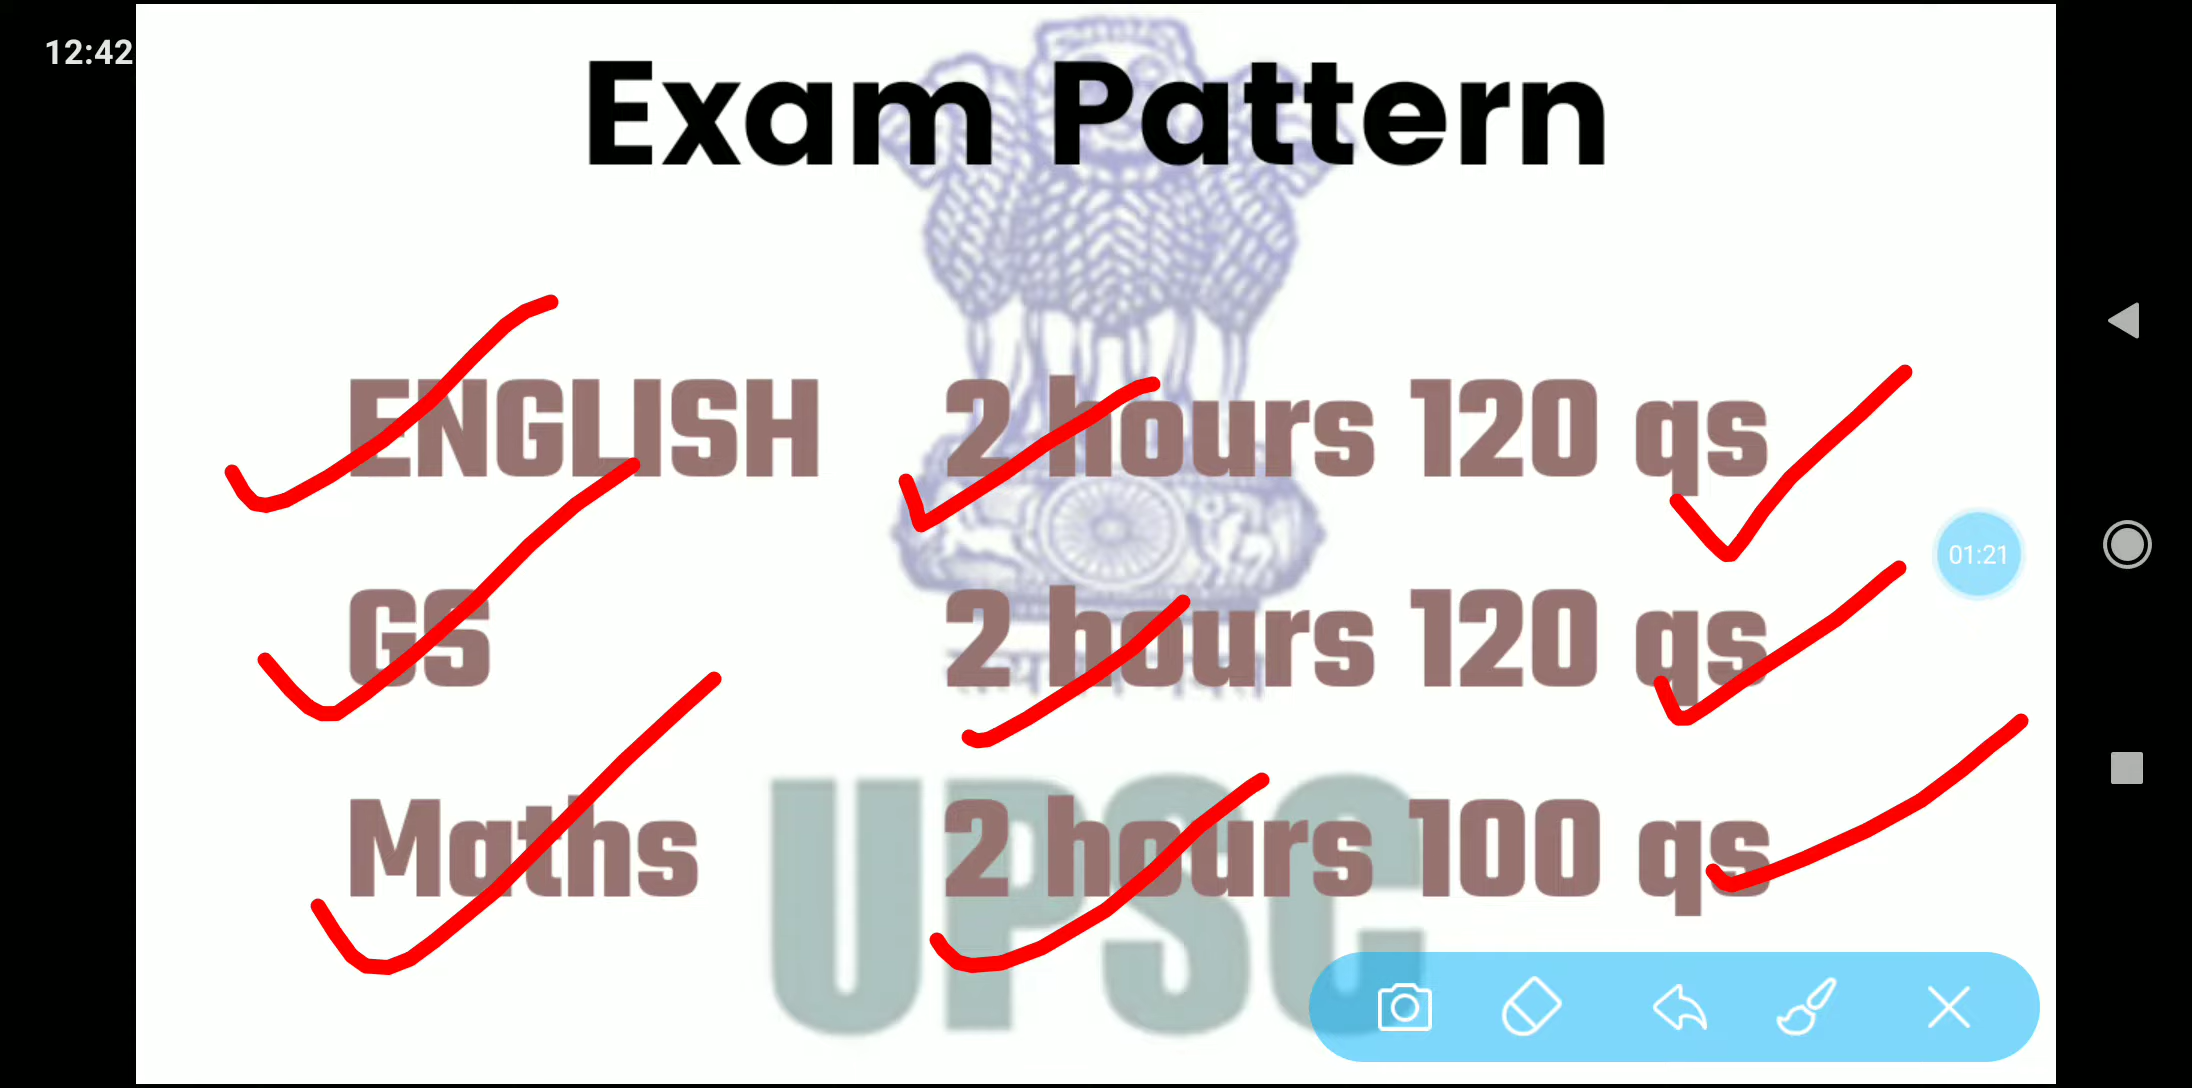 12:42
Exam Pattern
ENGLISH 2 hours 120 qs
01:21
GS 2 hours 120 qs
Maths 2 hours 100 qs
UPSC